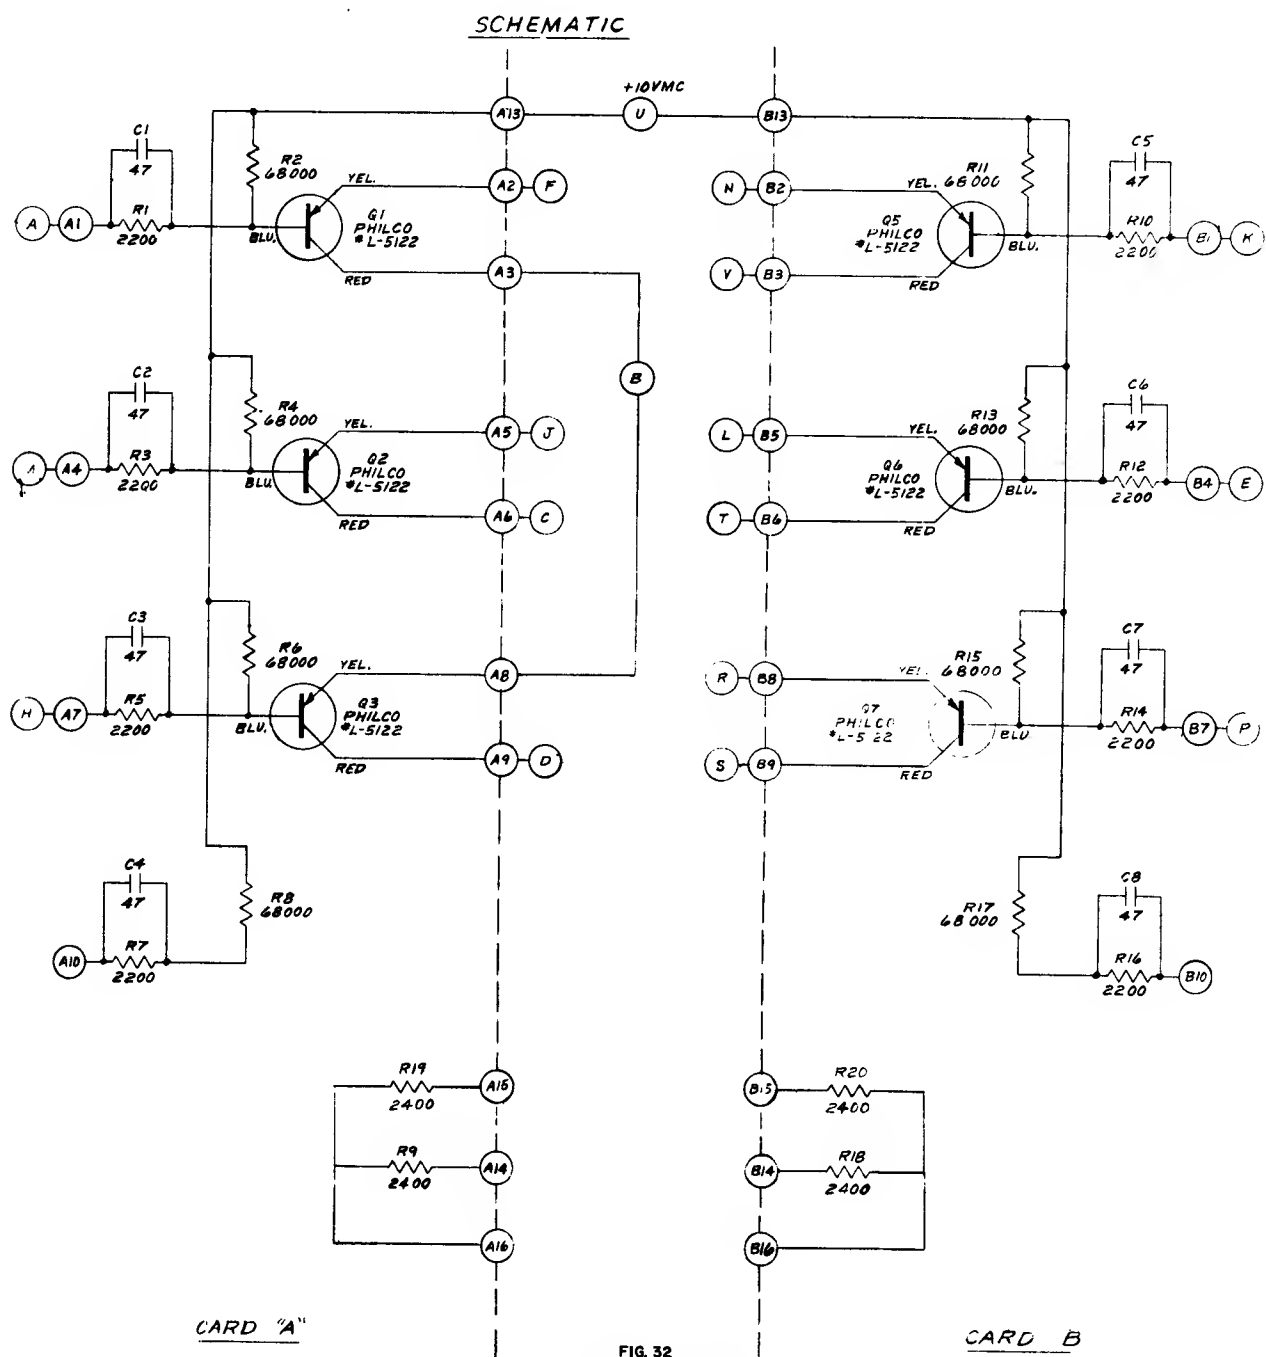 SCHEMATIC
+10VMC
A13
U
B13
C1
47
R2
68000
R1
2200
A
A1
BLU.
YEL.
Q1
PHILCO
#L-5122
RED
A2
F
A3
B
N
B2
V
B3
YEL.
Q5
PHILCO
#L-5122
RED
BLU.
R11
68000
C5
47
R10
2200
K
C2
47
R4
68000
R3
2200
A4
BLU.
YEL.
Q2
PHILCO
#L-5122
RED
A5
J
A6
C
L
B5
T
B6
YEL.
Q6
PHILCO
#L-5122
RED
BLU.
R13
68000
C6
47
R12
2200
B4
E
C3
47
R6
68000
R5
2200
H
A7
BLU.
YEL.
Q3
PHILCO
#L-5122
RED
A8
A9
D
R
B8
S
B9
YEL.
Q7
PHILCO
#L-5 22
RED
BLU
R15
68000
C7
47
R14
2200
B7
P
C4
47
R8
68000
R7
2200
A10
R17
68000
C8
47
R16
2200
B10
R19
2400
A15
R9
2400
A14
A16
B15
R20
2400
B14
R18
2400
B16
CARD "A"
FIG. 32
CARD B